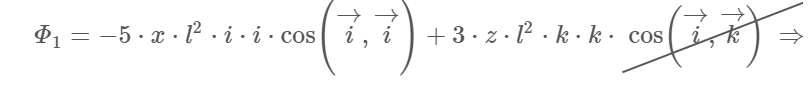 Φ₁ = −5 · x · l² · i · i · cos(i⃗ , i⃗) + 3 · z · l² · k · k · cos(i⃗ , k⃗) ⇒